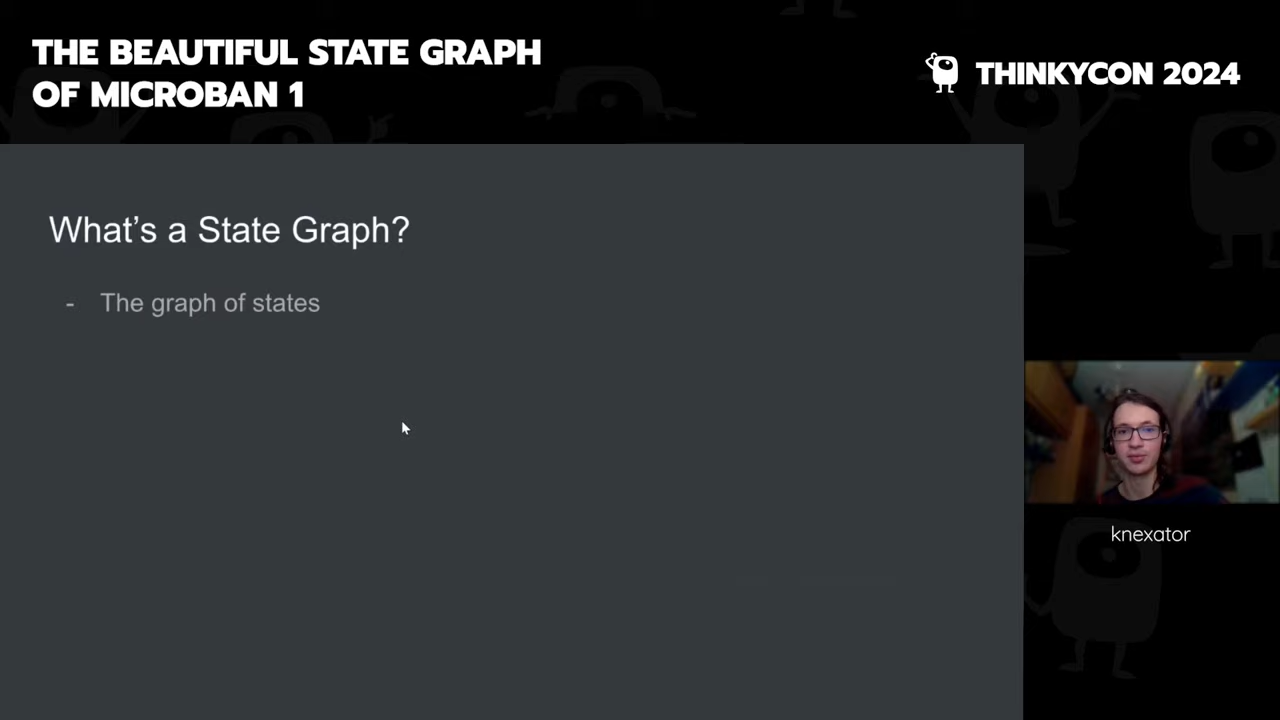 THE BEAUTIFUL STATE GRAPH
OF MICROBAN 1
THINKYCON 2024
What's a State Graph?
- The graph of states
knexator